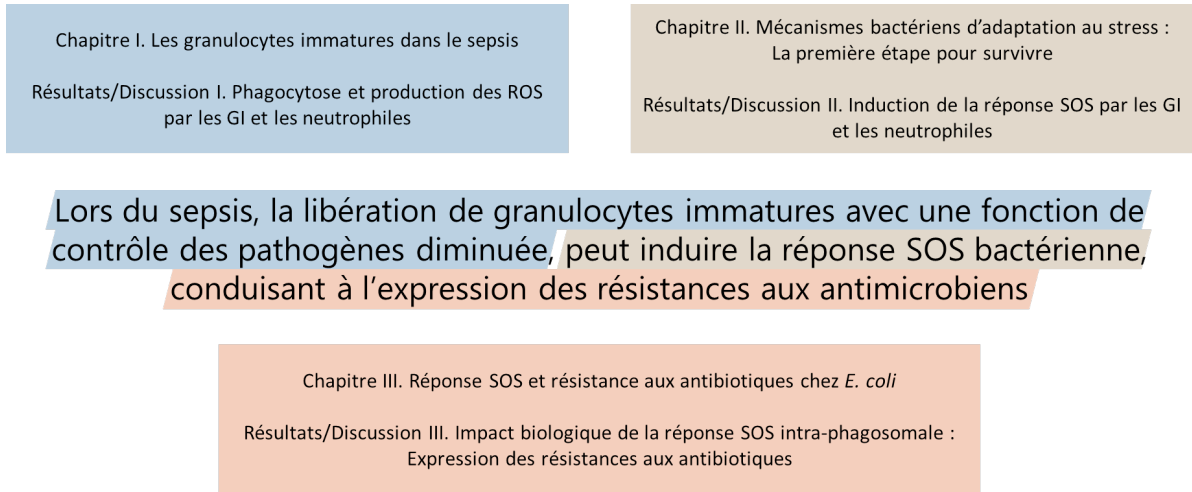 Chapitre I. Les granulocytes immatures dans le sepsis
Résultats/Discussion I. Phagocytose et production des ROS
par les GI et les neutrophiles
Chapitre II. Mécanismes bactériens d’adaptation au stress :
La première étape pour survivre
Résultats/Discussion II. Induction de la réponse SOS par les GI
et les neutrophiles
Lors du sepsis, la libération de granulocytes immatures avec une fonction de
contrôle des pathogènes diminuée, peut induire la réponse SOS bactérienne,
conduisant à l’expression des résistances aux antimicrobiens
Chapitre III. Réponse SOS et résistance aux antibiotiques chez E. coli
Résultats/Discussion III. Impact biologique de la réponse SOS intra-phagosomale :
Expression des résistances aux antibiotiques